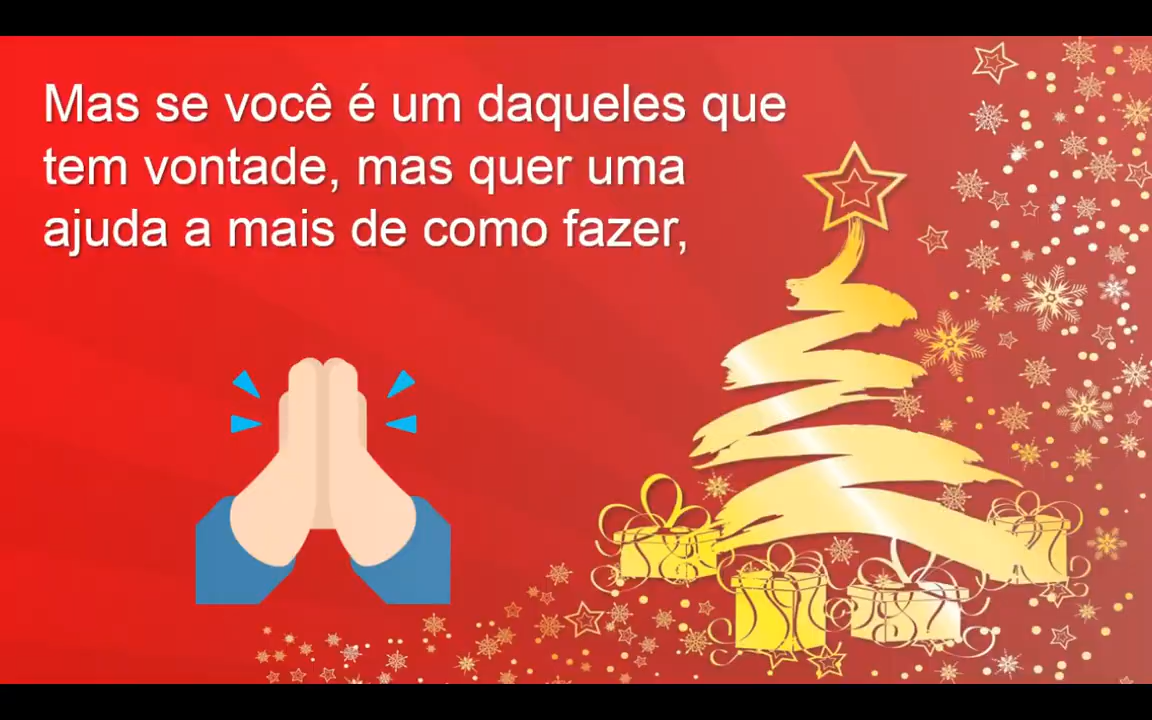 Mas se você é um daqueles que
tem vontade, mas quer uma
ajuda a mais de como fazer,